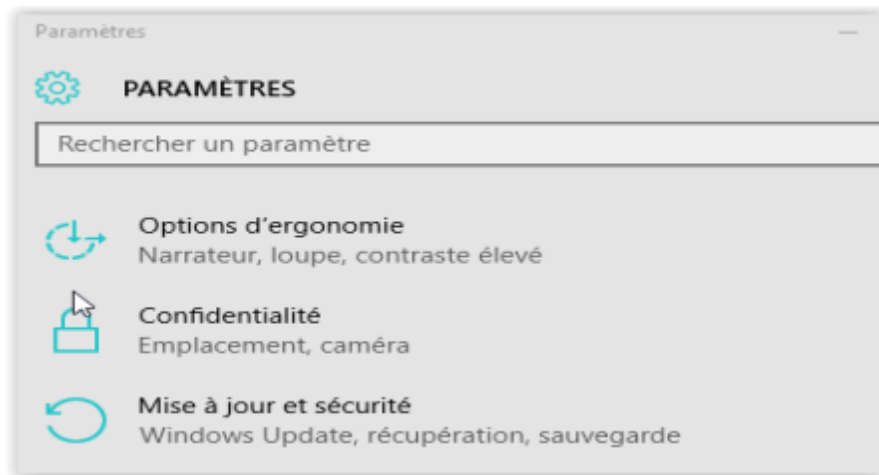 Paramètres
PARAMÈTRES
Rechercher un paramètre
Options d’ergonomie
Narrateur, loupe, contraste élevé
Confidentialité
Emplacement, caméra
Mise à jour et sécurité
Windows Update, récupération, sauvegarde